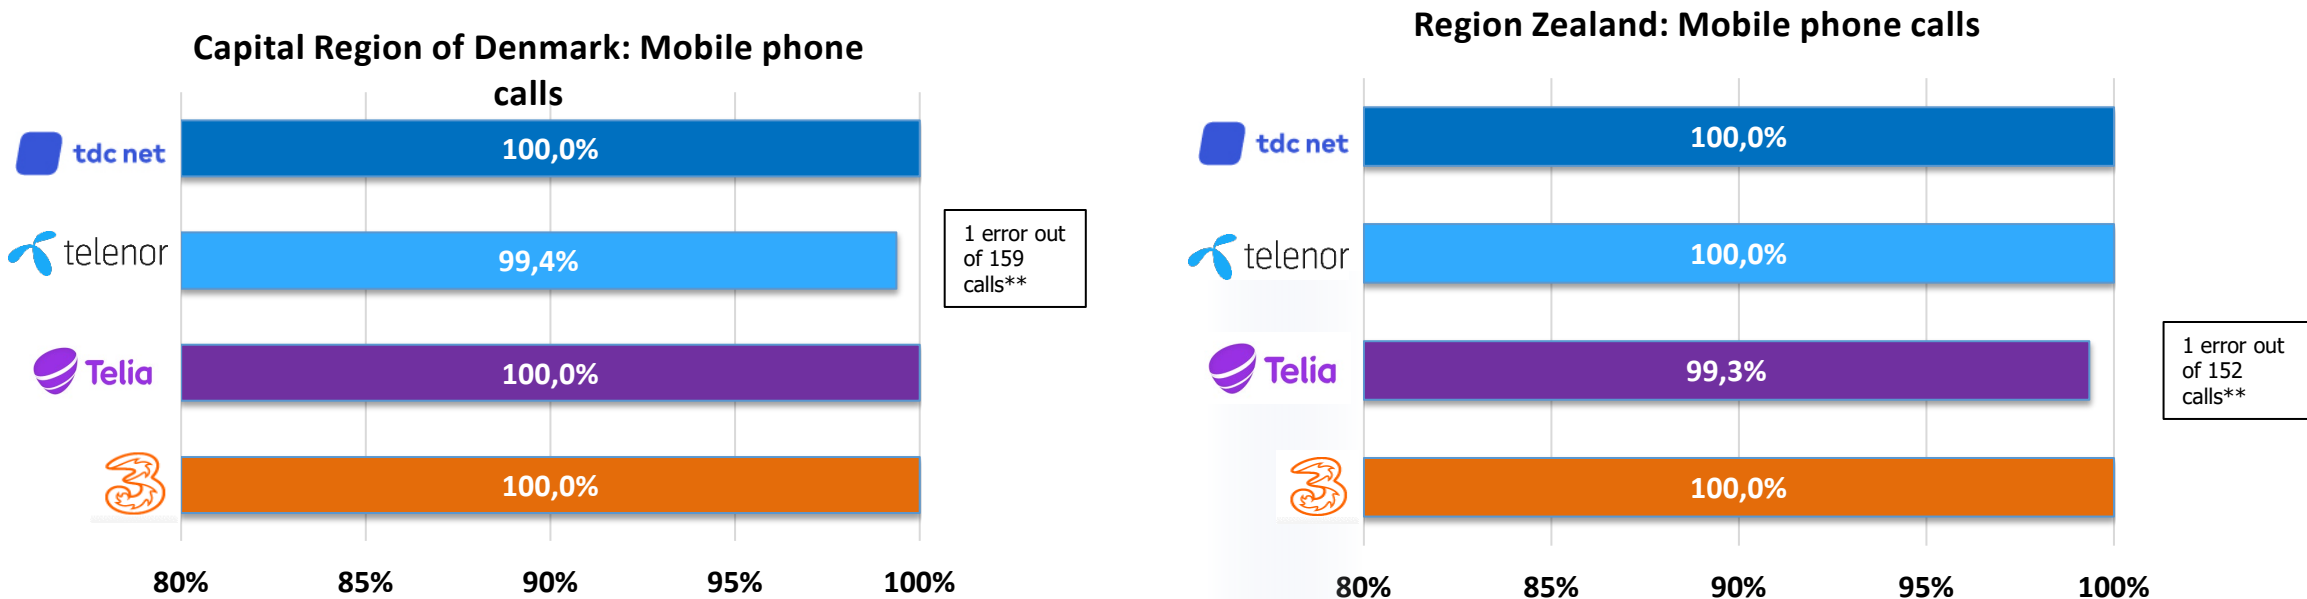 Capital Region of Denmark: Mobile phone
calls
tdc net
100,0%
telenor
99,4%
1 error out
of 159
calls**
Telia
100,0%
3
100,0%
80%
85%
90%
95%
100%
Region Zealand: Mobile phone calls
tdc net
100,0%
telenor
100,0%
Telia
99,3%
1 error out
of 152
calls**
3
100,0%
80%
85%
90%
95%
100%